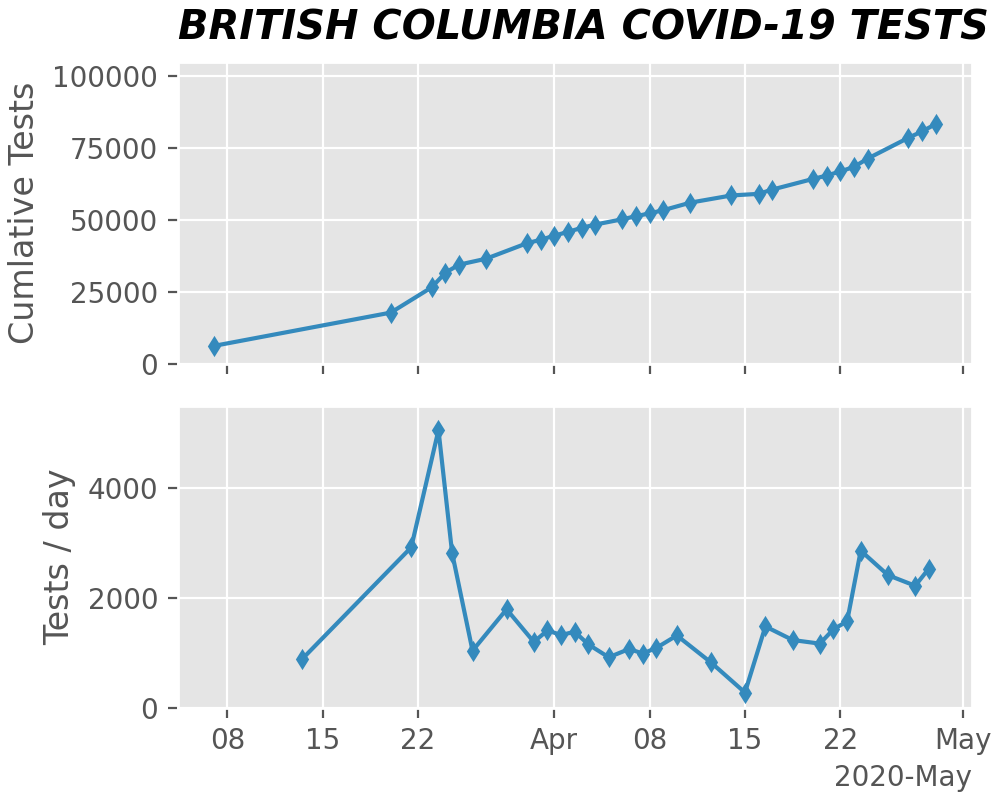 BRITISH COLUMBIA COVID-19 TESTS
100000
75000
50000
25000
0
Cumlative Tests
4000
2000
0
Tests / day
08 15 22 Apr 08 15 22 May
2020-May